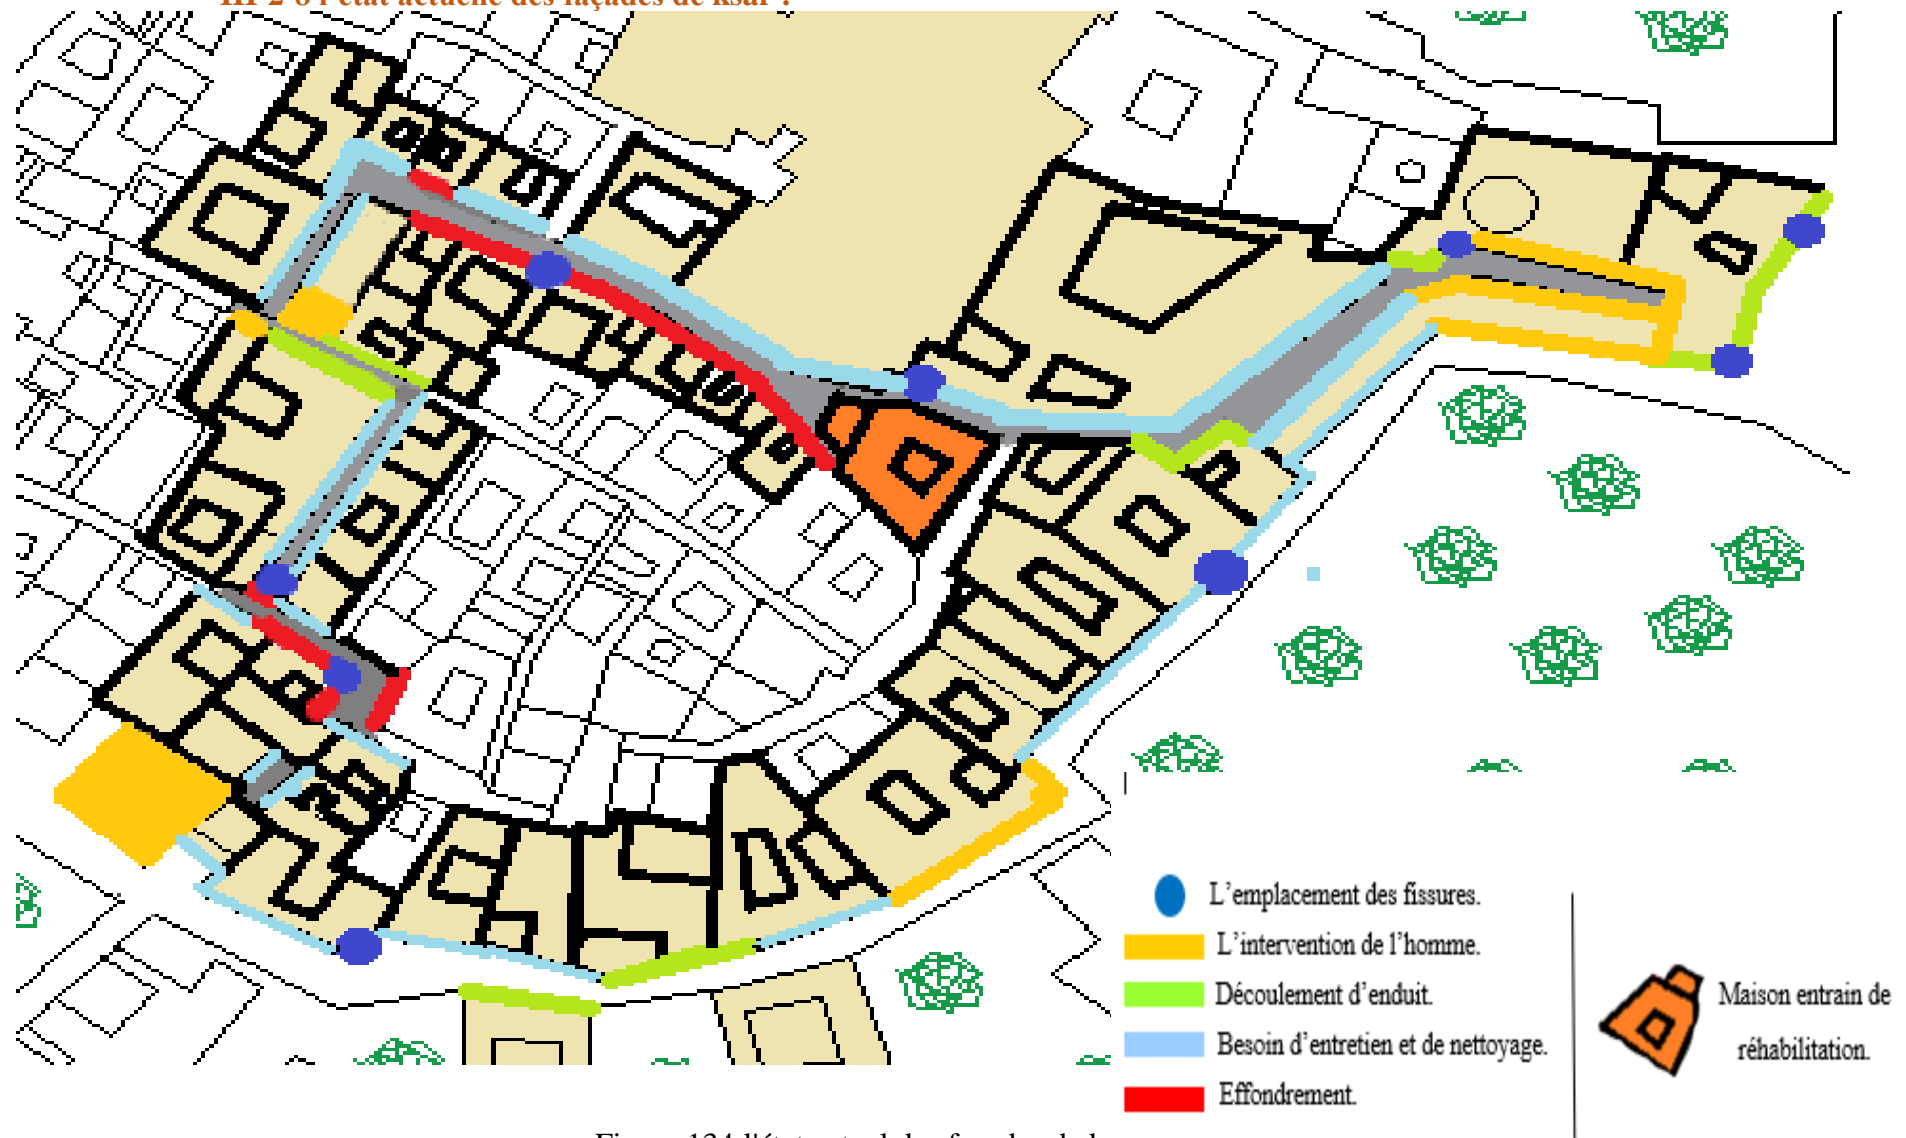 L'emplacement des fissures.
L'intervention de l'homme.
Découlement d'enduit.
Besoin d'entretien et de nettoyage.
Effondrement.
Maison entrain de
réhabilitation.